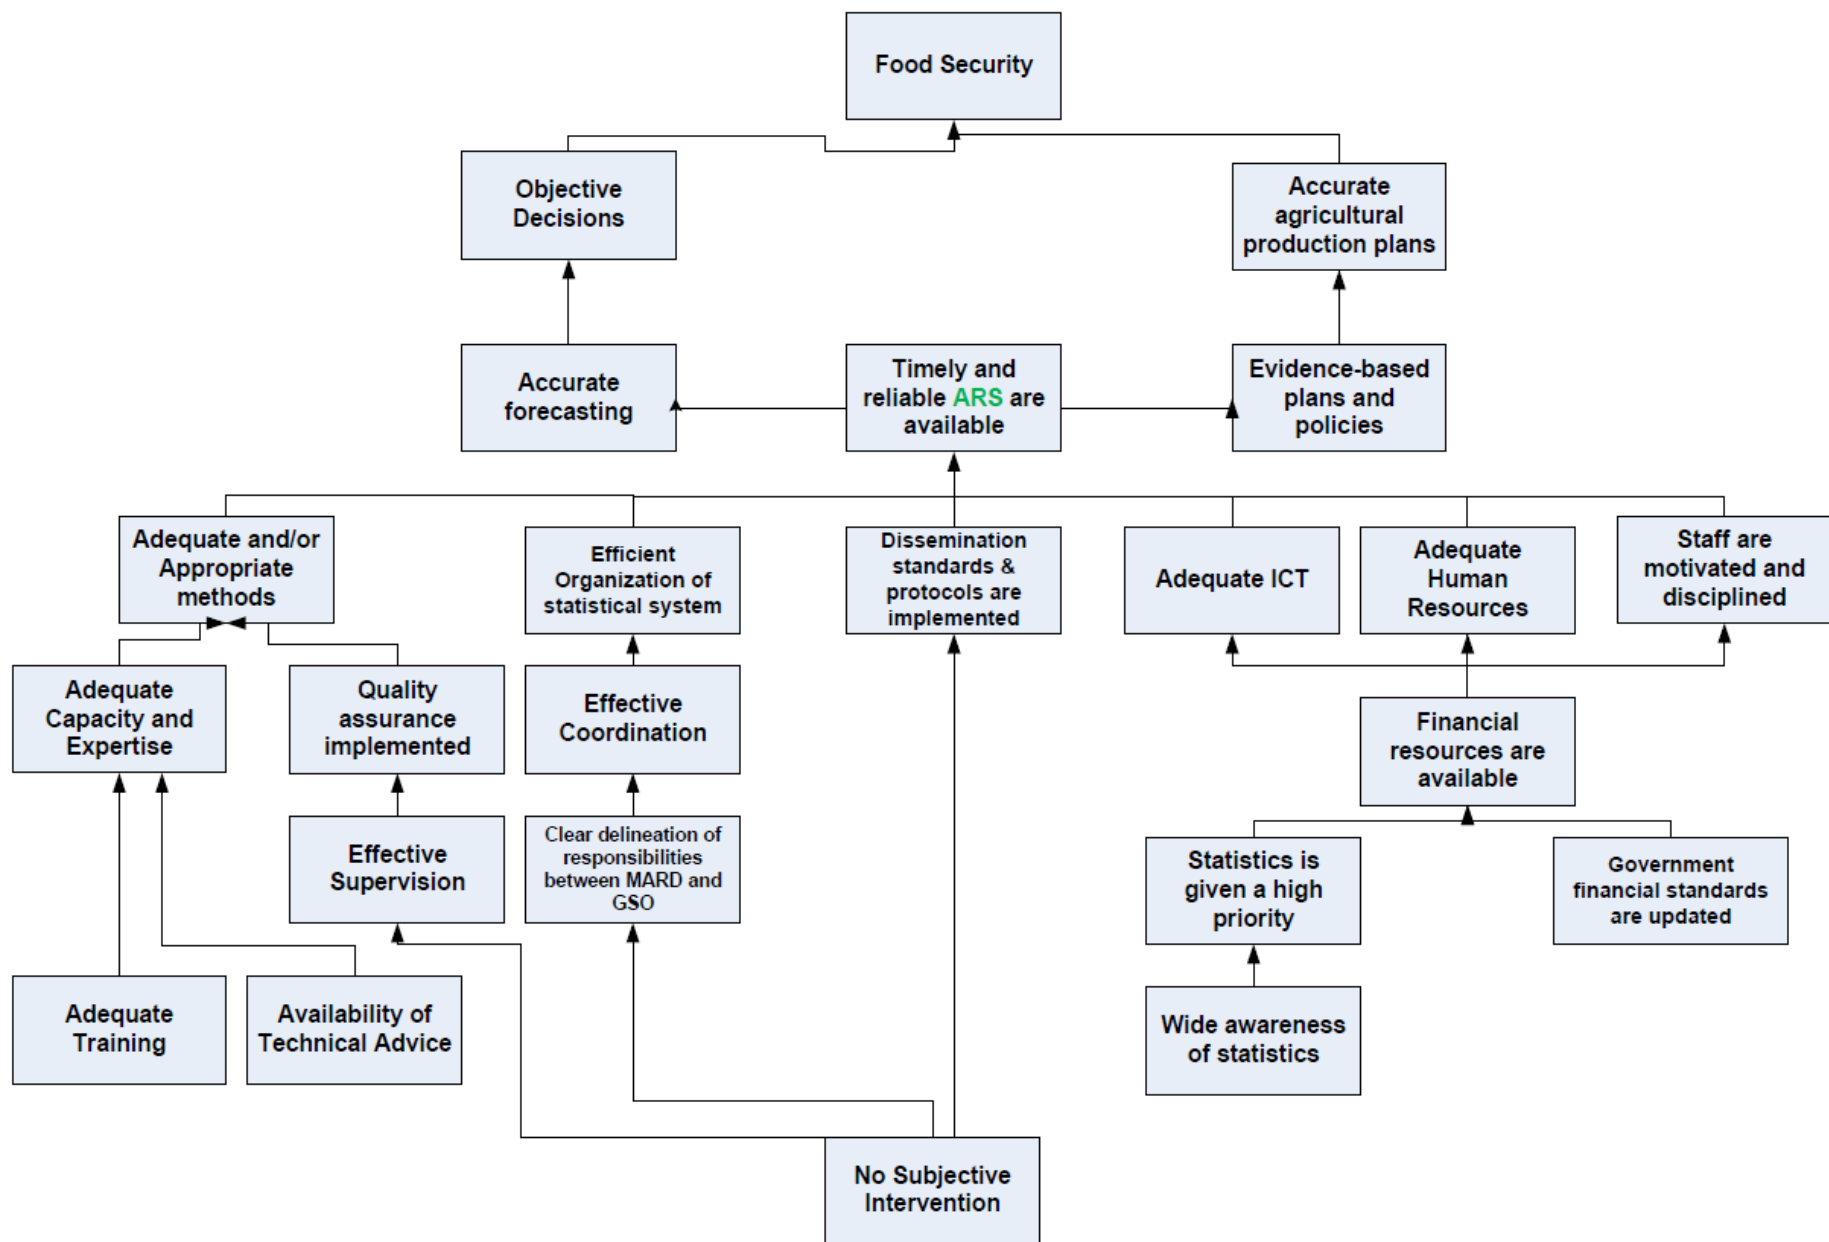 Food Security
Objective
Decisions
Accurate
agricultural
production plans
Accurate
forecasting
Timely and
reliable ARS are
available
Evidence-based
plans and
policies
Adequate and/or
Appropriate
methods
Efficient
Organization of
statistical system
Dissemination
standards &
protocols are
implemented
Adequate ICT
Adequate
Human
Resources
Staff are
motivated and
disciplined
Adequate
Capacity and
Expertise
Quality
assurance
implemented
Effective
Coordination
Financial
resources are
available
Effective
Supervision
Clear delineation of
responsibilities
between MARD and
GSO
Statistics is
given a high
priority
Government
financial standards
are updated
Adequate
Training
Availability of
Technical Advice
Wide awareness
of statistics
No Subjective
Intervention